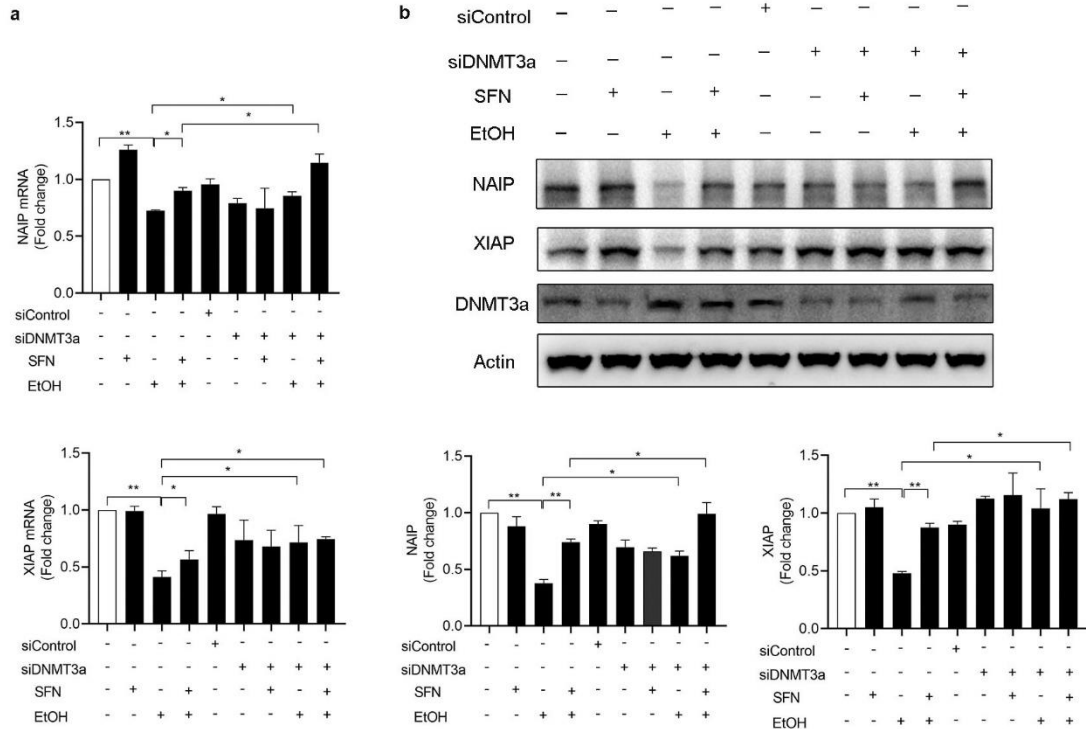 a
b
siControl – – – – + – – – –
siDNMT3a – – – – – + + + +
SFN – + – + – – + – +
EtOH – – + + – – – + +
NAIP
XIAP
DNMT3a
Actin
NAIP mRNA
(Fold change)
1.5
1.0
0.5
0.0
** * * *
siControl - - - - + - - - -
siDNMT3a - - - - - + + + +
SFN - + - + - - + - +
EtOH - - + + - - - + +
XIAP mRNA
(Fold change)
1.5
1.0
0.5
0.0
** * * *
siControl - - - - + - - - -
siDNMT3a - - - - - + + + +
SFN - + - + - - + - +
EtOH - - + + - - - + +
NAIP
(Fold change)
1.5
1.0
0.5
0.0
** ** * *
siControl - - - - + - - - -
siDNMT3a - - - - - + + + +
SFN - + - + - - + - +
EtOH - - + + - - - + +
XIAP
(Fold change)
1.5
1.0
0.5
0.0
** ** * *
siControl - - - - + - - - -
siDNMT3a - - - - - + + + +
SFN - + - + - - + - +
EtOH - - + + - - - + +